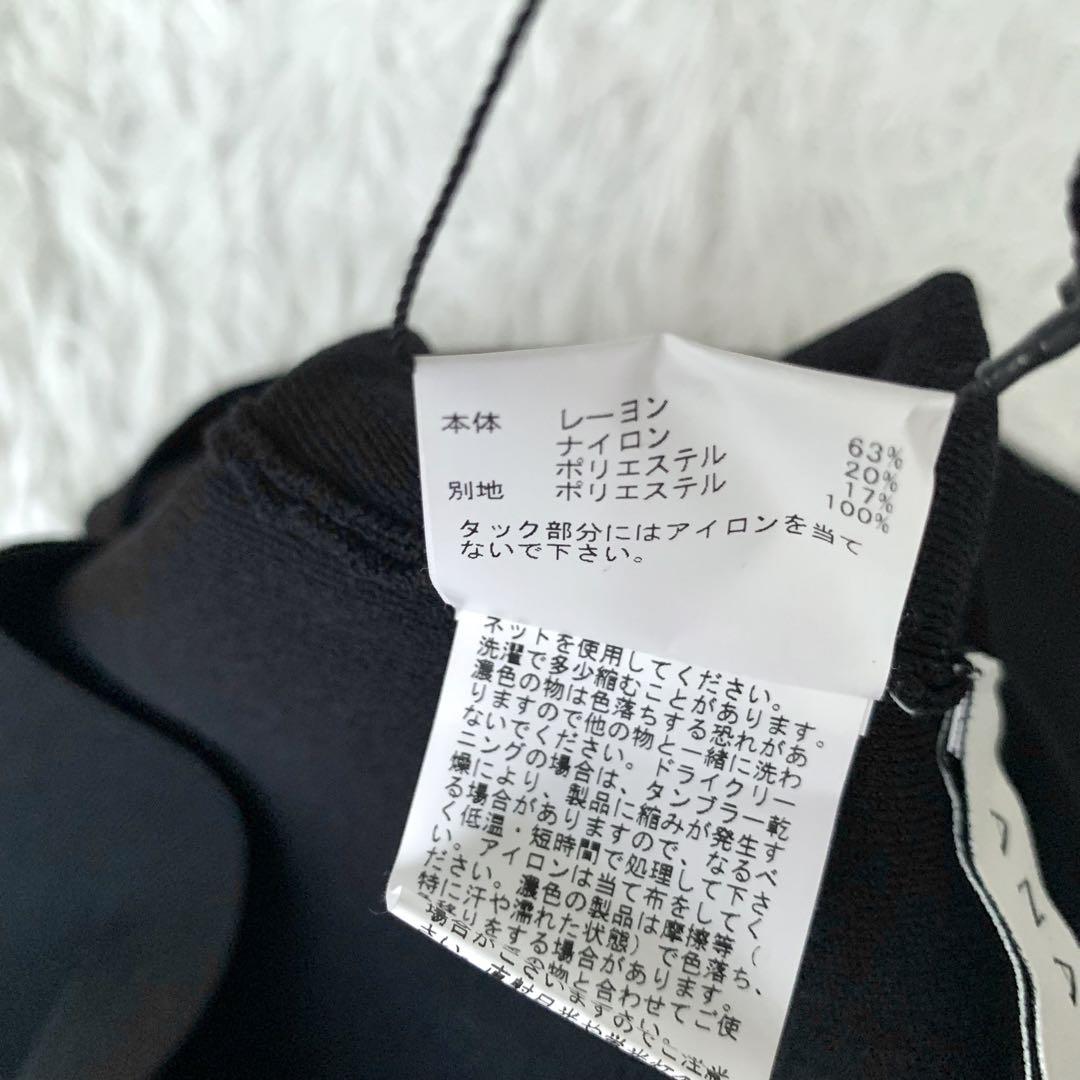 本体 レーヨン 63%
ナイロン 20%
ポリエステル 17%
別地 ポリエステル 100%
タック部分にはアイロンを当て
ないで下さい。
ネットを使用してください。
洗濯で多少縮むことがあります。
濃色の物は色落ちする恐れがあ
りますので他の物と一緒に洗わ
ないでください。ドライクリー
ニングの場合は、タンブラー乾
燥により、製品に縮みが発生す
る場合がありますので、なるべ
く低温・短時間で処理して下さ
い。アイロンは当て布をしてく
ださい。濃色の製品は摩擦等(
特に汗や濡れた状態)で色落ち、
移りをする場合があります。
場合がございますのでご注意